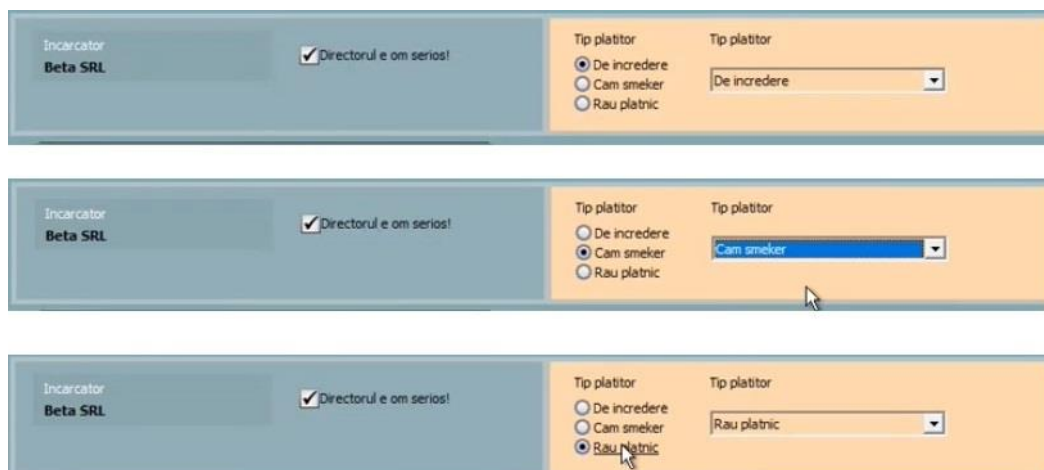 Incarcator
Beta SRL
Directorul e om serios!
Tip platitor
De incredere
Cam smeker
Rau platnic
Tip platitor
De incredere
Incarcator
Beta SRL
Directorul e om serios!
Tip platitor
De incredere
Cam smeker
Rau platnic
Tip platitor
Cam smeker
Incarcator
Beta SRL
Directorul e om serios!
Tip platitor
De incredere
Cam smeker
Rau platnic
Tip platitor
Rau platnic